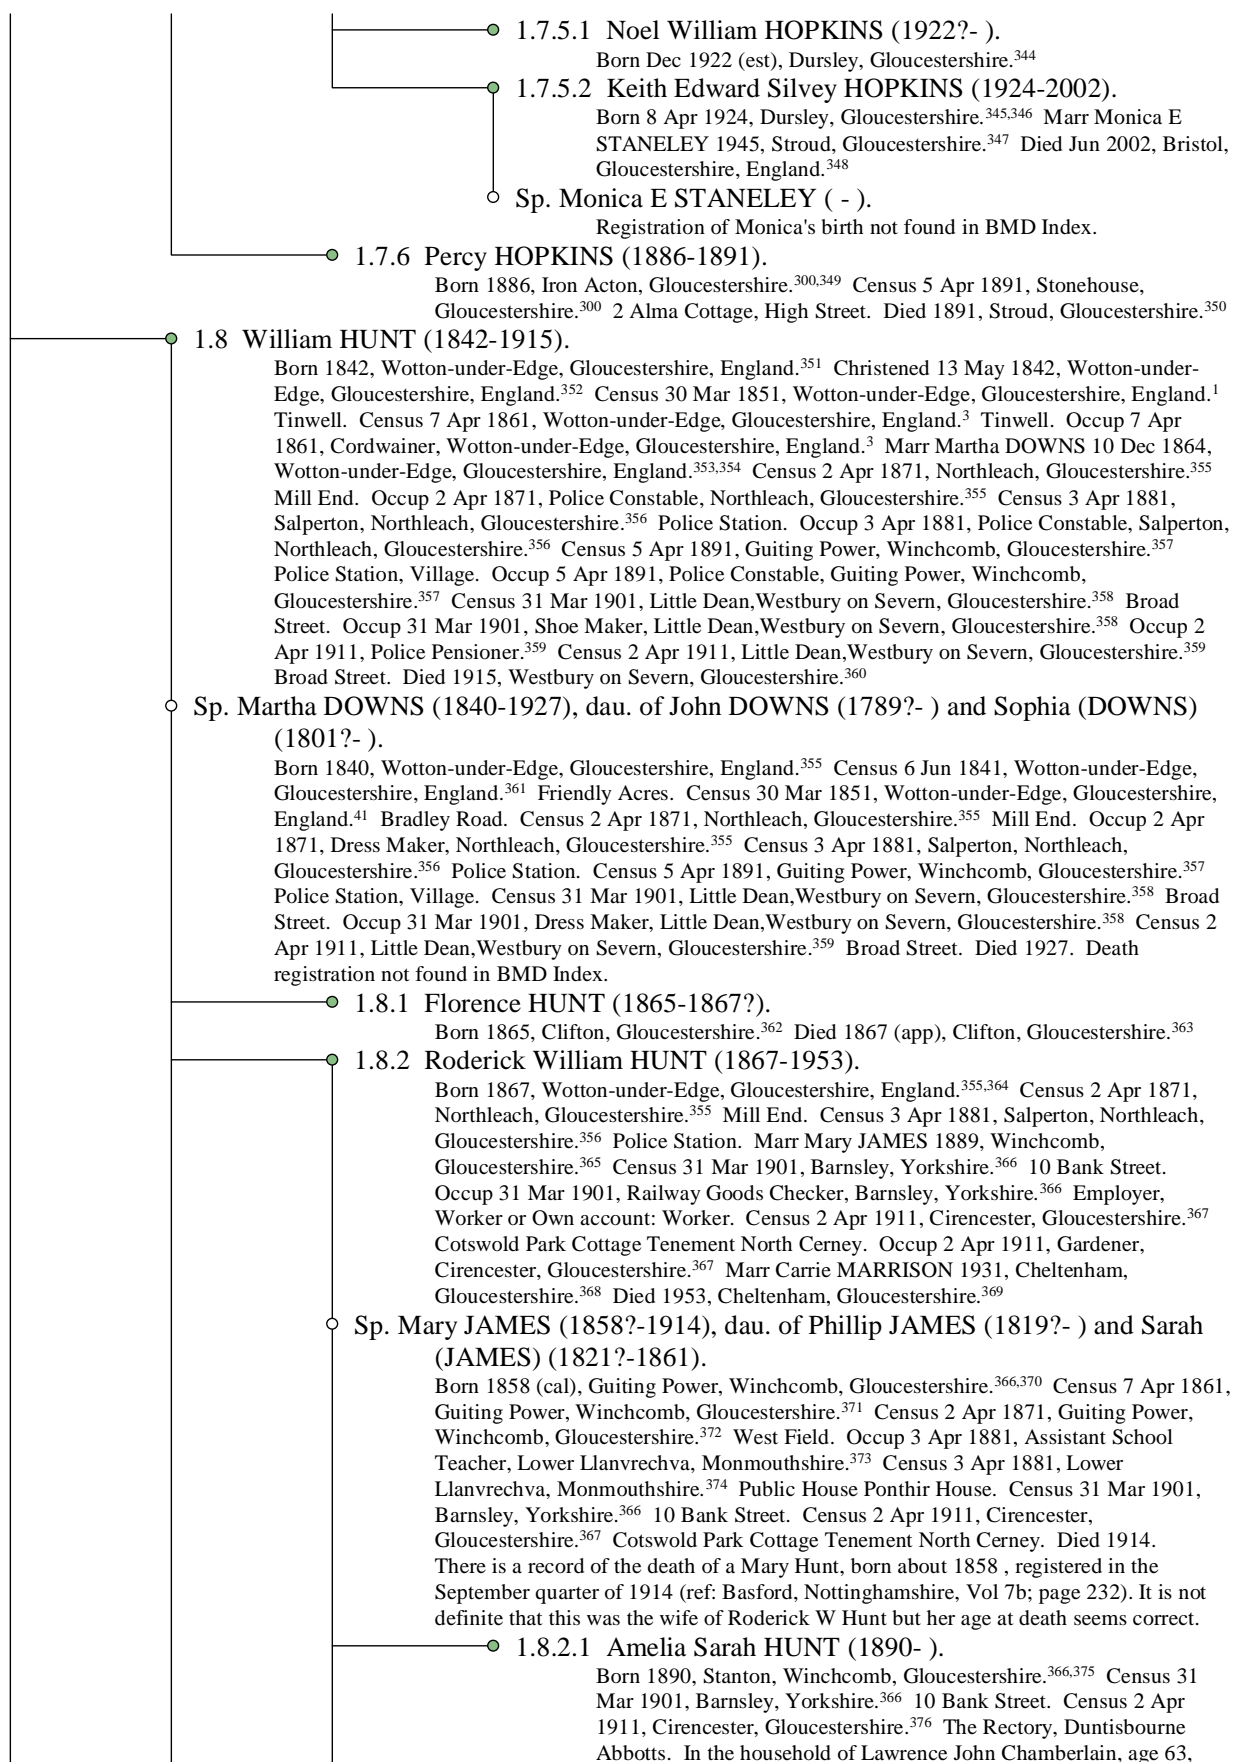 1.7.5.1 Noel William HOPKINS (1922?- ).
Born Dec 1922 (est), Dursley, Gloucestershire.344
1.7.5.2 Keith Edward Silvey HOPKINS (1924-2002).
Born 8 Apr 1924, Dursley, Gloucestershire.345,346 Marr Monica E
STANELEY 1945, Stroud, Gloucestershire.347 Died Jun 2002, Bristol,
Gloucestershire, England.348
Sp. Monica E STANELEY ( - ).
Registration of Monica's birth not found in BMD Index.
1.7.6 Percy HOPKINS (1886-1891).
Born 1886, Iron Acton, Gloucestershire.300,349 Census 5 Apr 1891, Stonehouse,
Gloucestershire.300 2 Alma Cottage, High Street. Died 1891, Stroud, Gloucestershire.350
1.8 William HUNT (1842-1915).
Born 1842, Wotton-under-Edge, Gloucestershire, England.351 Christened 13 May 1842, Wotton-under-
Edge, Gloucestershire, England.352 Census 30 Mar 1851, Wotton-under-Edge, Gloucestershire, England.1
Tinwell. Census 7 Apr 1861, Wotton-under-Edge, Gloucestershire, England.3 Tinwell. Occup 7 Apr
1861, Cordwainer, Wotton-under-Edge, Gloucestershire, England.3 Marr Martha DOWNS 10 Dec 1864,
Wotton-under-Edge, Gloucestershire, England.353,354 Census 2 Apr 1871, Northleach, Gloucestershire.355
Mill End. Occup 2 Apr 1871, Police Constable, Northleach, Gloucestershire.355 Census 3 Apr 1881,
Salperton, Northleach, Gloucestershire.356 Police Station. Occup 3 Apr 1881, Police Constable, Salperton,
Northleach, Gloucestershire.356 Census 5 Apr 1891, Guiting Power, Winchcomb, Gloucestershire.357
Police Station, Village. Occup 5 Apr 1891, Police Constable, Guiting Power, Winchcomb,
Gloucestershire.357 Census 31 Mar 1901, Little Dean,Westbury on Severn, Gloucestershire.358 Broad
Street. Occup 31 Mar 1901, Shoe Maker, Little Dean,Westbury on Severn, Gloucestershire.358 Occup 2
Apr 1911, Police Pensioner.359 Census 2 Apr 1911, Little Dean,Westbury on Severn, Gloucestershire.359
Broad Street. Died 1915, Westbury on Severn, Gloucestershire.360
Sp. Martha DOWNS (1840-1927), dau. of John DOWNS (1789?- ) and Sophia (DOWNS)
(1801?- ).
Born 1840, Wotton-under-Edge, Gloucestershire, England.355 Census 6 Jun 1841, Wotton-under-Edge,
Gloucestershire, England.361 Friendly Acres. Census 30 Mar 1851, Wotton-under-Edge, Gloucestershire,
England.41 Bradley Road. Census 2 Apr 1871, Northleach, Gloucestershire.355 Mill End. Occup 2 Apr
1871, Dress Maker, Northleach, Gloucestershire.355 Census 3 Apr 1881, Salperton, Northleach,
Gloucestershire.356 Police Station. Census 5 Apr 1891, Guiting Power, Winchcomb, Gloucestershire.357
Police Station, Village. Census 31 Mar 1901, Little Dean,Westbury on Severn, Gloucestershire.358 Broad
Street. Occup 31 Mar 1901, Dress Maker, Little Dean,Westbury on Severn, Gloucestershire.358 Census 2
Apr 1911, Little Dean,Westbury on Severn, Gloucestershire.359 Broad Street. Died 1927. Death
registration not found in BMD Index.
1.8.1 Florence HUNT (1865-1867?).
Born 1865, Clifton, Gloucestershire.362 Died 1867 (app), Clifton, Gloucestershire.363
1.8.2 Roderick William HUNT (1867-1953).
Born 1867, Wotton-under-Edge, Gloucestershire, England.355,364 Census 2 Apr 1871,
Northleach, Gloucestershire.355 Mill End. Census 3 Apr 1881, Salperton, Northleach,
Gloucestershire.356 Police Station. Marr Mary JAMES 1889, Winchcomb,
Gloucestershire.365 Census 31 Mar 1901, Barnsley, Yorkshire.366 10 Bank Street.
Occup 31 Mar 1901, Railway Goods Checker, Barnsley, Yorkshire.366 Employer,
Worker or Own account: Worker. Census 2 Apr 1911, Cirencester, Gloucestershire.367
Cotswold Park Cottage Tenement North Cerney. Occup 2 Apr 1911, Gardener,
Cirencester, Gloucestershire.367 Marr Carrie MARRISON 1931, Cheltenham,
Gloucestershire.368 Died 1953, Cheltenham, Gloucestershire.369
Sp. Mary JAMES (1858?-1914), dau. of Phillip JAMES (1819?- ) and Sarah
(JAMES) (1821?-1861).
Born 1858 (cal), Guiting Power, Winchcomb, Gloucestershire.366,370 Census 7 Apr 1861,
Guiting Power, Winchcomb, Gloucestershire.371 Census 2 Apr 1871, Guiting Power,
Winchcomb, Gloucestershire.372 West Field. Occup 3 Apr 1881, Assistant School
Teacher, Lower Llanvrechva, Monmouthshire.373 Census 3 Apr 1881, Lower
Llanvrechva, Monmouthshire.374 Public House Ponthir House. Census 31 Mar 1901,
Barnsley, Yorkshire.366 10 Bank Street. Census 2 Apr 1911, Cirencester,
Gloucestershire.367 Cotswold Park Cottage Tenement North Cerney. Died 1914.
There is a record of the death of a Mary Hunt, born about 1858 , registered in the
September quarter of 1914 (ref: Basford, Nottinghamshire, Vol 7b; page 232). It is not
definite that this was the wife of Roderick W Hunt but her age at death seems correct.
1.8.2.1 Amelia Sarah HUNT (1890- ).
Born 1890, Stanton, Winchcomb, Gloucestershire.366,375 Census 31
Mar 1901, Barnsley, Yorkshire.366 10 Bank Street. Census 2 Apr
1911, Cirencester, Gloucestershire.376 The Rectory, Duntisbourne
Abbotts. In the household of Lawrence John Chamberlain, age 63,